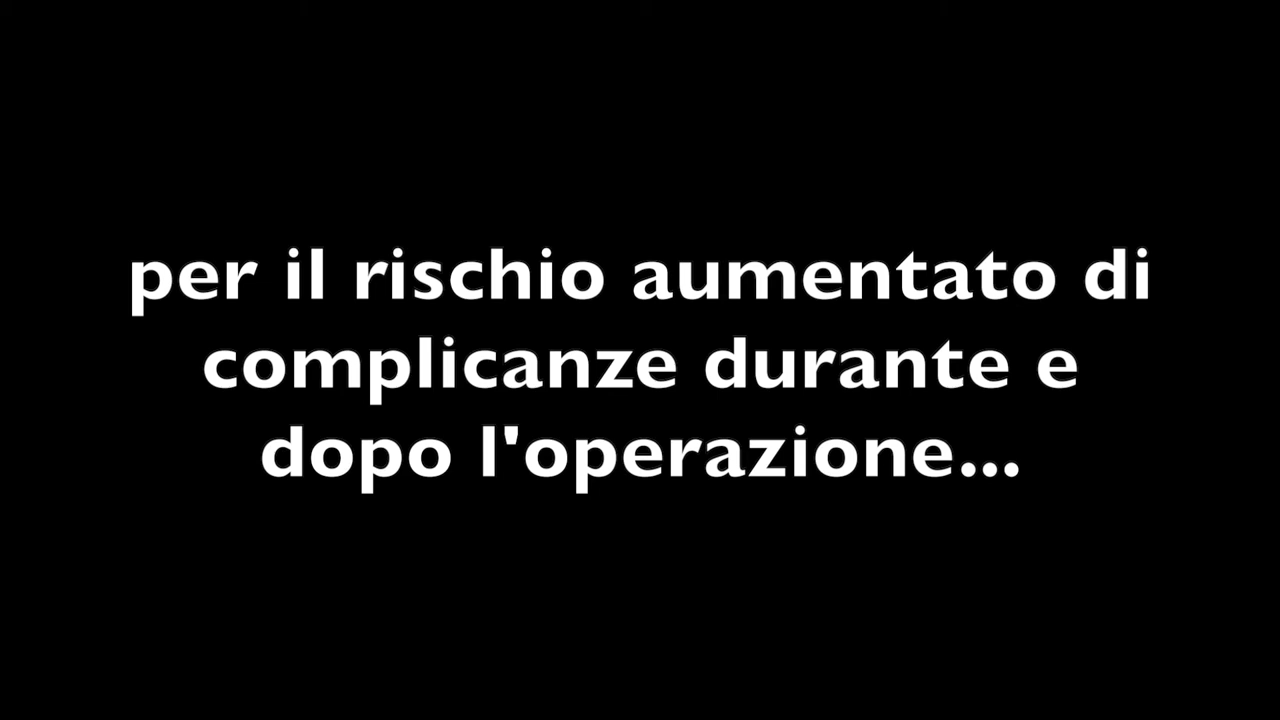 per il rischio aumentato di
complicanze durante e
dopo l'operazione...